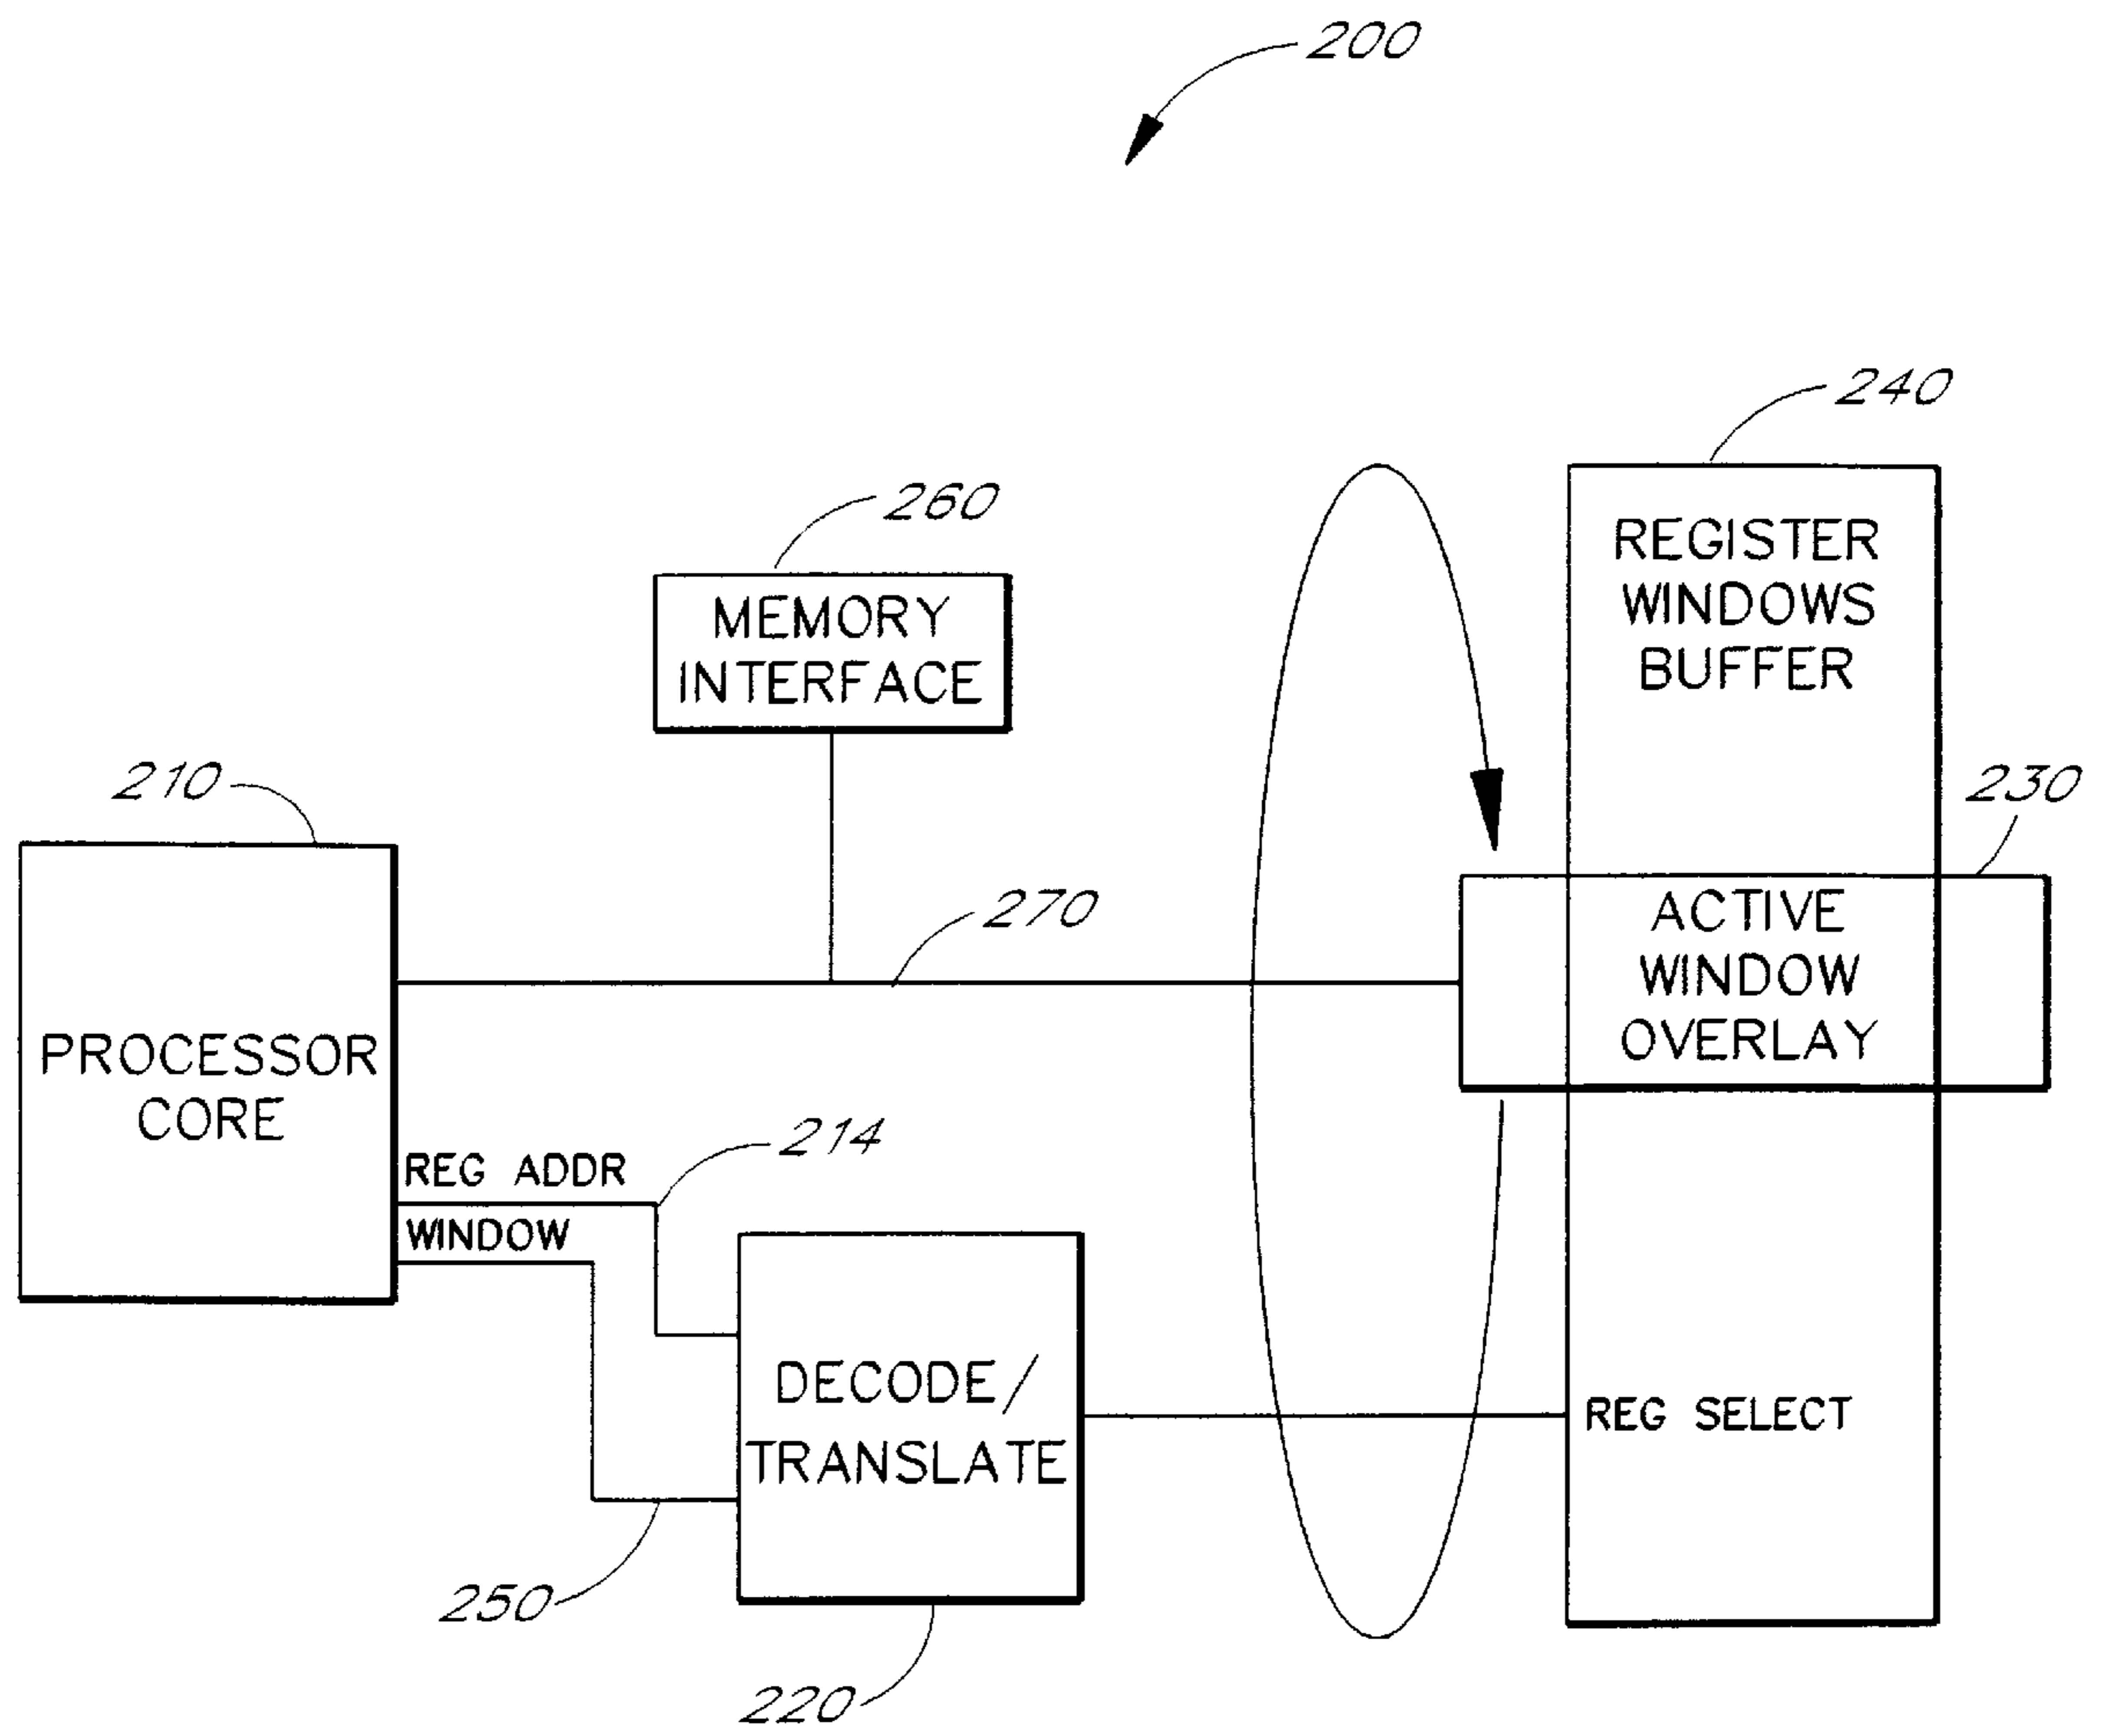 200
240
REGISTER
WINDOWS
BUFFER
260
MEMORY
INTERFACE
210
230
270
ACTIVE
WINDOW
OVERLAY
PROCESSOR
CORE
214
REG ADDR
WINDOW
DECODE/
TRANSLATE
REG SELECT
250
220